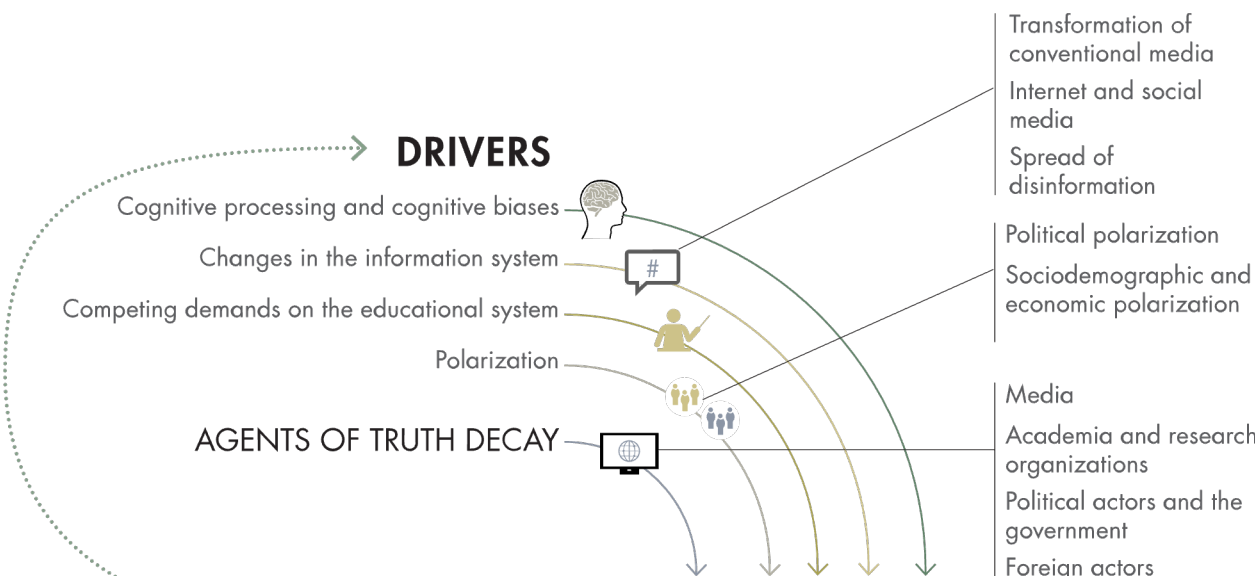 DRIVERS
Cognitive processing and cognitive biases
Changes in the information system
#
Competing demands on the educational system
Polarization
AGENTS OF TRUTH DECAY
Transformation of
conventional media
Internet and social
media
Spread of
disinformation
Political polarization
Sociodemographic and
economic polarization
Media
Academia and research
organizations
Political actors and the
government
Foreign actors